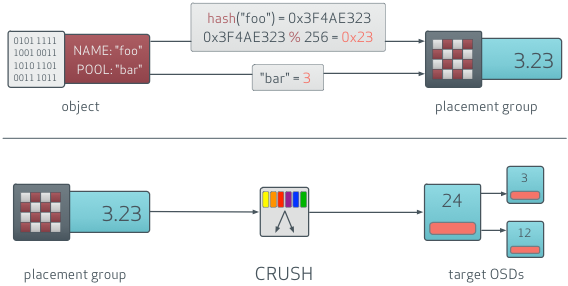 hash("foo") = 0x3F4AE323
0x3F4AE323 % 256 = 0x23
0101 1111
1001 0011
1010 1101
0011 1011
NAME: "foo"
POOL: "bar"
"bar" = 3
3.23
object
placement group
3.23
24
3
12
placement group
CRUSH
target OSDs